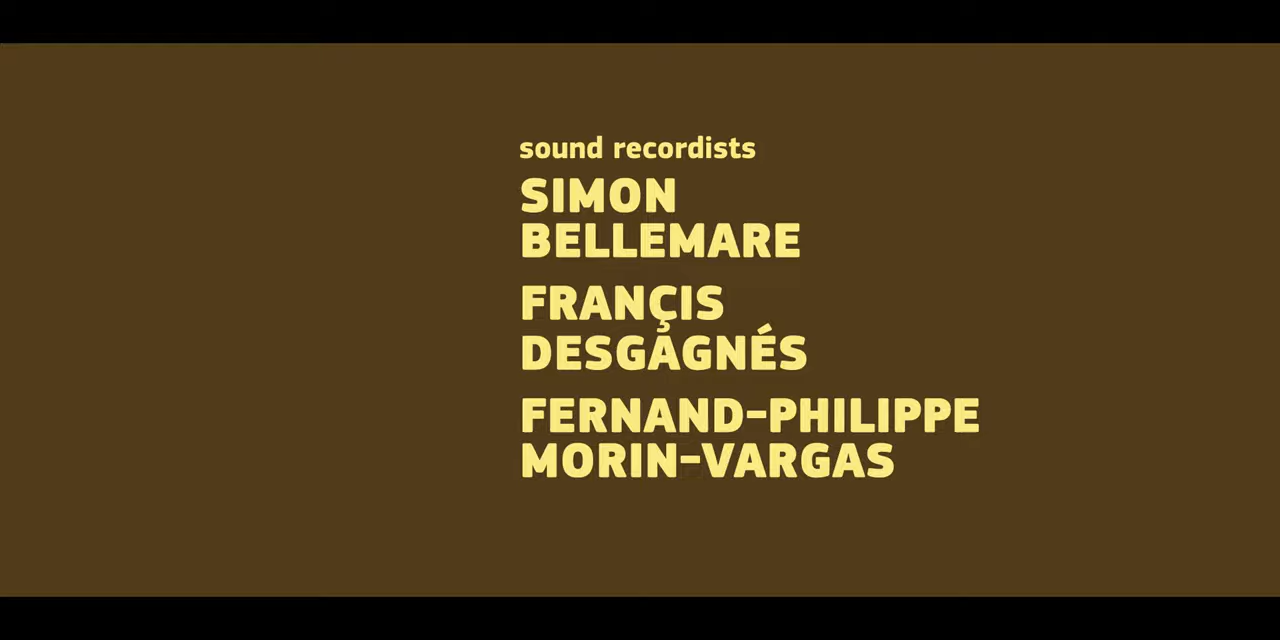 sound recordists
SIMON
BELLEMARE
FRANÇIS
DESGAGNÉS
FERNAND-PHILIPPE
MORIN-VARGAS